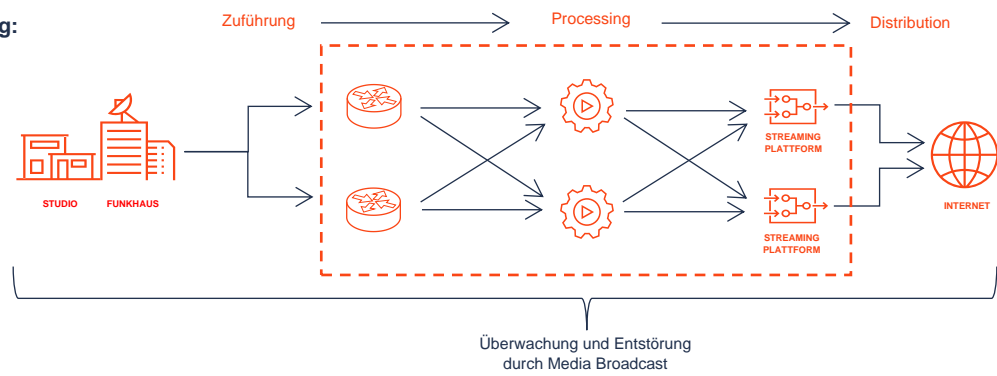 g:
Zuführung
Processing
Distribution
STREAMING
PLATTFORM
STUDIO
FUNKHAUS
INTERNET
STREAMING
PLATTFORM
Überwachung und Entstörung
durch Media Broadcast